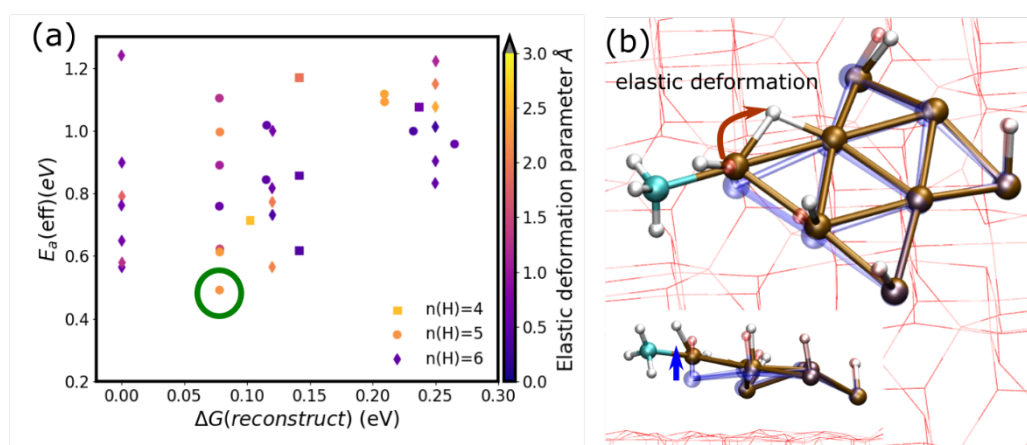 (a)
1.2
1.0
0.8
0.6
0.4
0.2
E_a(eff)(eV)
0.00 0.05 0.10 0.15 0.20 0.25 0.30
ΔG(reconstruct) (eV)
n(H)=4
n(H)=5
n(H)=6
3.0
2.5
2.0
1.5
1.0
0.5
0.0
Elastic deformation parameter Å
(b)
elastic deformation